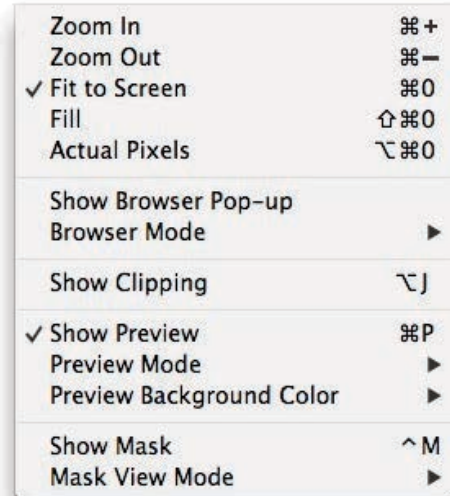 Zoom In ⌘+
Zoom Out ⌘−
✓ Fit to Screen ⌘0
Fill ⇧⌘0
Actual Pixels ⌥⌘0
Show Browser Pop-up
Browser Mode ▶
Show Clipping ⌥J
✓ Show Preview ⌘P
Preview Mode ▶
Preview Background Color ▶
Show Mask ^M
Mask View Mode ▶